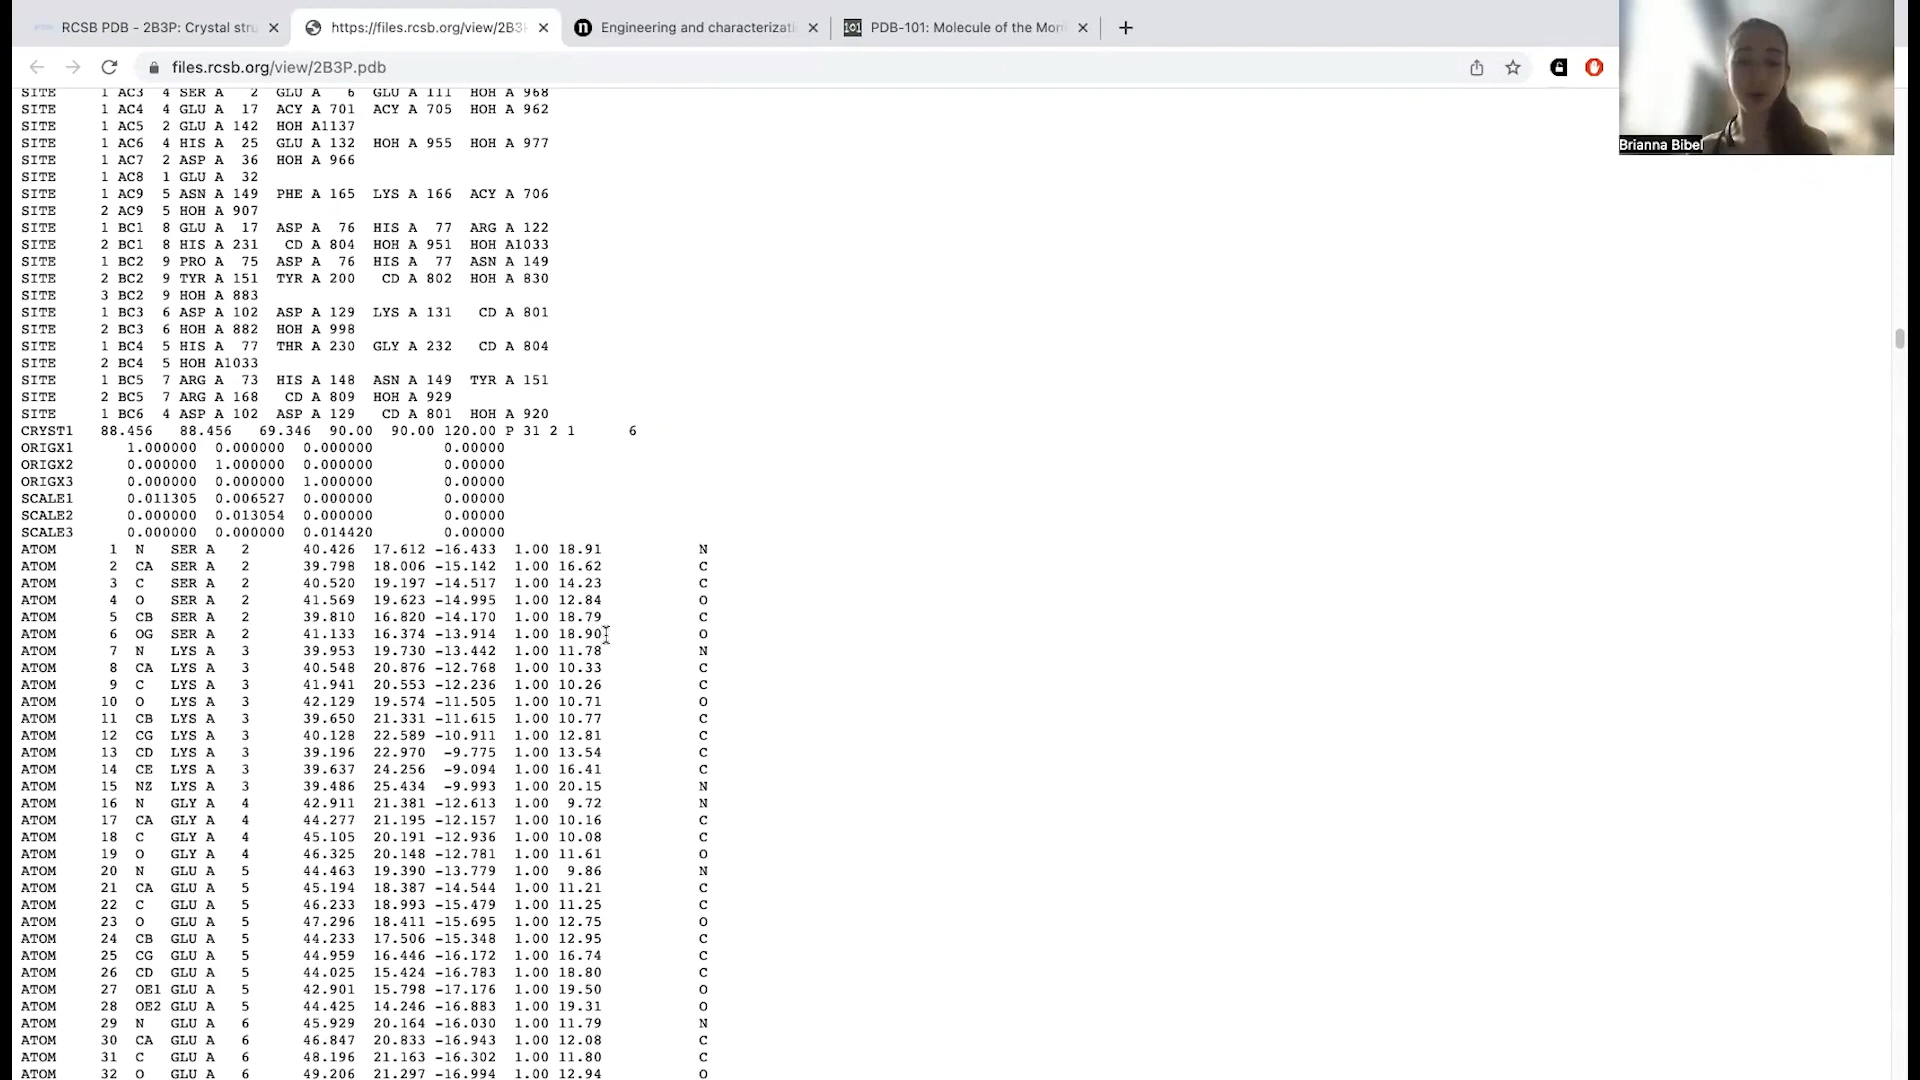 RCSB PDB - 2B3P: Crystal stru
https://files.rcsb.org/view/2B3
Engineering and characterizati
101
PDB-101: Molecule of the Mon
files.rcsb.org/view/2B3P.pdb
Brianna Bibel
SITE 1 AC3 4 SER A 2 GLU A 6 GLU A 111 HOH A 968
SITE 1 AC4 4 GLU A 17 ACY A 701 ACY A 705 HOH A 962
SITE 1 AC5 2 GLU A 142 HOH A1137
SITE 1 AC6 4 HIS A 25 GLU A 132 HOH A 955 HOH A 977
SITE 1 AC7 2 ASP A 36 HOH A 966
SITE 1 AC8 1 GLU A 32
SITE 1 AC9 5 ASN A 149 PHE A 165 LYS A 166 ACY A 706
SITE 2 AC9 5 HOH A 907
SITE 1 BC1 8 GLU A 17 ASP A 76 HIS A 77 ARG A 122
SITE 2 BC1 8 HIS A 231 CD A 804 HOH A 951 HOH A1033
SITE 1 BC2 9 PRO A 75 ASP A 76 HIS A 77 ASN A 149
SITE 2 BC2 9 TYR A 151 TYR A 200 CD A 802 HOH A 830
SITE 3 BC2 9 HOH A 883
SITE 1 BC3 6 ASP A 102 ASP A 129 LYS A 131 CD A 801
SITE 2 BC3 6 HOH A 882 HOH A 998
SITE 1 BC4 5 HIS A 77 THR A 230 GLY A 232 CD A 804
SITE 2 BC4 5 HOH A1033
SITE 1 BC5 7 ARG A 73 HIS A 148 ASN A 149 TYR A 151
SITE 2 BC5 7 ARG A 168 CD A 809 HOH A 929
SITE 1 BC6 4 ASP A 102 ASP A 129 CD A 801 HOH A 920
CRYST1 88.456 88.456 69.346 90.00 90.00 120.00 P 31 2 1 6
ORIGX1 1.000000 0.000000 0.000000 0.00000
ORIGX2 0.000000 1.000000 0.000000 0.00000
ORIGX3 0.000000 0.000000 1.000000 0.00000
SCALE1 0.011305 0.006527 0.000000 0.00000
SCALE2 0.000000 0.013054 0.000000 0.00000
SCALE3 0.000000 0.000000 0.014420 0.00000
ATOM 1 N SER A 2 40.426 17.612 -16.433 1.00 18.91 N
ATOM 2 CA SER A 2 39.798 18.006 -15.142 1.00 16.62 C
ATOM 3 C SER A 2 40.520 19.197 -14.517 1.00 14.23 C
ATOM 4 O SER A 2 41.569 19.623 -14.995 1.00 12.84 O
ATOM 5 CB SER A 2 39.810 16.820 -14.170 1.00 18.79 C
ATOM 6 OG SER A 2 41.133 16.374 -13.914 1.00 18.90 O
ATOM 7 N LYS A 3 39.953 19.730 -13.442 1.00 11.78 N
ATOM 8 CA LYS A 3 40.548 20.876 -12.768 1.00 10.33 C
ATOM 9 C LYS A 3 41.941 20.553 -12.236 1.00 10.26 C
ATOM 10 O LYS A 3 42.129 19.574 -11.505 1.00 10.71 O
ATOM 11 CB LYS A 3 39.650 21.331 -11.615 1.00 10.77 C
ATOM 12 CG LYS A 3 40.128 22.589 -10.911 1.00 12.81 C
ATOM 13 CD LYS A 3 39.196 22.970 -9.775 1.00 13.54 C
ATOM 14 CE LYS A 3 39.637 24.256 -9.094 1.00 16.41 C
ATOM 15 NZ LYS A 3 39.486 25.434 -9.993 1.00 20.15 N
ATOM 16 N GLY A 4 42.911 21.381 -12.613 1.00 9.72 N
ATOM 17 CA GLY A 4 44.277 21.195 -12.157 1.00 10.16 C
ATOM 18 C GLY A 4 45.105 20.191 -12.936 1.00 10.08 C
ATOM 19 O GLY A 4 46.325 20.148 -12.781 1.00 11.61 O
ATOM 20 N GLU A 5 44.463 19.390 -13.779 1.00 9.86 N
ATOM 21 CA GLU A 5 45.194 18.387 -14.544 1.00 11.21 C
ATOM 22 C GLU A 5 46.233 18.993 -15.479 1.00 11.25 C
ATOM 23 O GLU A 5 47.296 18.411 -15.695 1.00 12.75 O
ATOM 24 CB GLU A 5 44.233 17.506 -15.348 1.00 12.95 C
ATOM 25 CG GLU A 5 44.959 16.446 -16.172 1.00 16.74 C
ATOM 26 CD GLU A 5 44.025 15.424 -16.783 1.00 18.80 C
ATOM 27 OE1 GLU A 5 42.901 15.798 -17.176 1.00 19.50 O
ATOM 28 OE2 GLU A 5 44.425 14.246 -16.883 1.00 19.31 O
ATOM 29 N GLU A 6 45.929 20.164 -16.030 1.00 11.79 N
ATOM 30 CA GLU A 6 46.847 20.833 -16.943 1.00 12.08 C
ATOM 31 C GLU A 6 48.196 21.163 -16.302 1.00 11.80 C
ATOM 32 O GLU A 6 49.206 21.297 -16.994 1.00 12.94 O